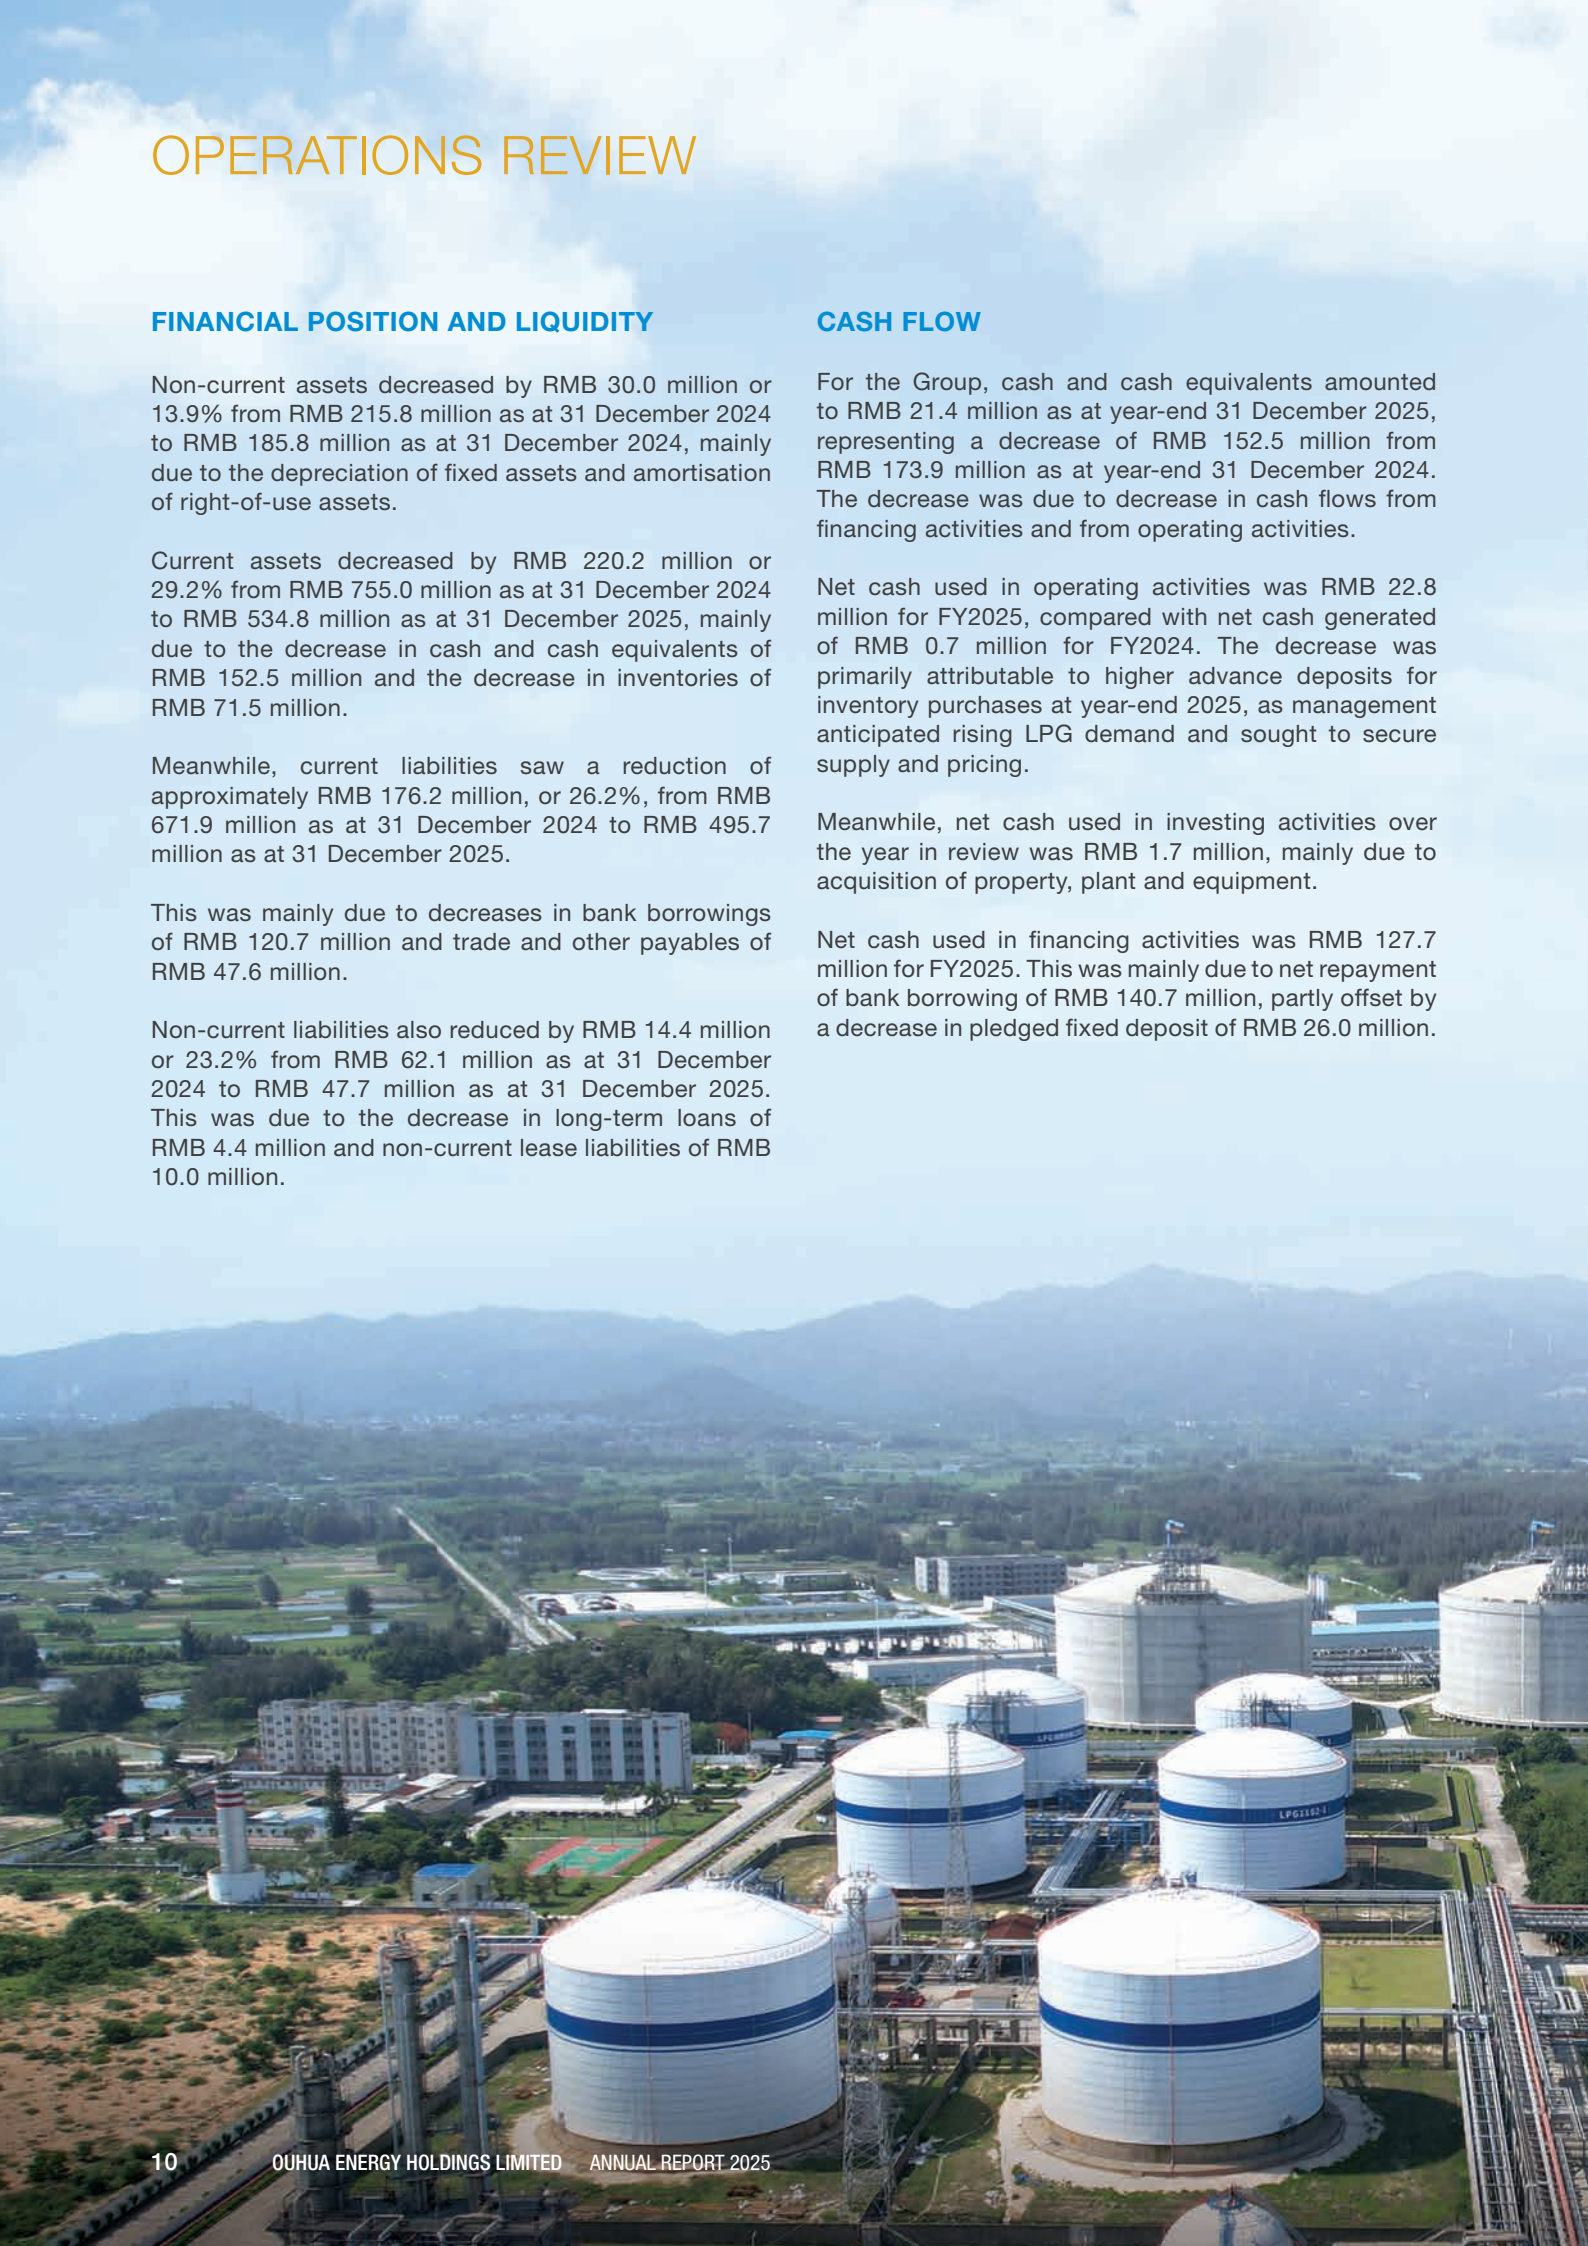 OPERATIONS REVIEW
FINANCIAL POSITION AND LIQUIDITY
Non-current assets decreased by RMB 30.0 million or
13.9% from RMB 215.8 million as at 31 December 2024
to RMB 185.8 million as at 31 December 2024, mainly
due to the depreciation of fixed assets and amortisation
of right-of-use assets.
Current assets decreased by RMB 220.2 million or
29.2% from RMB 755.0 million as at 31 December 2024
to RMB 534.8 million as at 31 December 2025, mainly
due to the decrease in cash and cash equivalents of
RMB 152.5 million and the decrease in inventories of
RMB 71.5 million.
Meanwhile, current liabilities saw a reduction of
approximately RMB 176.2 million, or 26.2%, from RMB
671.9 million as at 31 December 2024 to RMB 495.7
million as at 31 December 2025.
This was mainly due to decreases in bank borrowings
of RMB 120.7 million and trade and other payables of
RMB 47.6 million.
Non-current liabilities also reduced by RMB 14.4 million
or 23.2% from RMB 62.1 million as at 31 December
2024 to RMB 47.7 million as at 31 December 2025.
This was due to the decrease in long-term loans of
RMB 4.4 million and non-current lease liabilities of RMB
10.0 million.
CASH FLOW
For the Group, cash and cash equivalents amounted
to RMB 21.4 million as at year-end 31 December 2025,
representing a decrease of RMB 152.5 million from
RMB 173.9 million as at year-end 31 December 2024.
The decrease was due to decrease in cash flows from
financing activities and from operating activities.
Net cash used in operating activities was RMB 22.8
million for FY2025, compared with net cash generated
of RMB 0.7 million for FY2024. The decrease was
primarily attributable to higher advance deposits for
inventory purchases at year-end 2025, as management
anticipated rising LPG demand and sought to secure
supply and pricing.
Meanwhile, net cash used in investing activities over
the year in review was RMB 1.7 million, mainly due to
acquisition of property, plant and equipment.
Net cash used in financing activities was RMB 127.7
million for FY2025. This was mainly due to net repayment
of bank borrowing of RMB 140.7 million, partly offset by
a decrease in pledged fixed deposit of RMB 26.0 million.
10 OUHUA ENERGY HOLDINGS LIMITED ANNUAL REPORT 2025